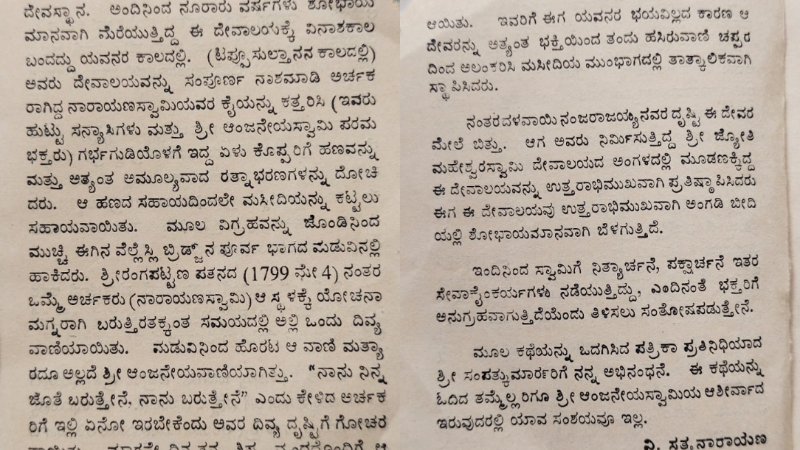 ದೇವಸ್ಥಾನ. ಅಂದಿನಿಂದ ನೂರಾರು ವರ್ಷಗಳು ಶೋಭಾಯ
ಮಾನವಾಗಿ ಮೆರೆಯುತ್ತಿದ್ದ ಈ ದೇವಾಲಯಕ್ಕೆ ವಿನಾಶಕಾಲ
ಬಂದದ್ದು ಯವನರ ಕಾಲದಲ್ಲಿ. (ಟಿಪ್ಪೂಸುಲ್ತಾನನ ಕಾಲದಲ್ಲಿ)
ಅವರು ದೇವಾಲಯವನ್ನು ಸಂಪೂರ್ಣ ನಾಶಮಾಡಿ ಅರ್ಚಕ
ರಾಗಿದ್ದ ನಾರಾಯಣಸ್ವಾಮಿಯವರ ಕೈಯನ್ನು ಕತ್ತರಿಸಿ (ಇವರು
ಹುಟ್ಟು ಸನ್ಯಾಸಿಗಳು ಮತ್ತು ಶ್ರೀ ಆಂಜನೇಯಸ್ವಾಮಿ ಪರಮ
ಭಕ್ತರು) ಗರ್ಭಗುಡಿಯೊಳಗೆ ಇದ್ದ ಏಳು ಕೊಪ್ಪರಿಗೆ ಹಣವನ್ನು
ಮತ್ತು ಅತ್ಯಂತ ಅಮೂಲ್ಯವಾದ ರತ್ನಾಭರಣಗಳನ್ನು ದೋಚಿ
ದರು. ಆ ಹಣದ ಸಹಾಯದಿಂದಲೇ ಮಸೀದಿಯನ್ನು ಕಟ್ಟಲು
ಸಹಾಯವಾಯಿತು. ಮೂಲ ವಿಗ್ರಹವನ್ನು ಜೊಂಡಿನಿಂದ
ಮುಚ್ಚಿ ಈಗಿನ ವೆಲ್ಲೆಸ್ಲಿ ಬ್ರಿಡ್ಜ್‌ನ ಪೂರ್ವ ಭಾಗದ ಮಡುವಿನಲ್ಲಿ
ಹಾಕಿದರು. ಶ್ರೀರಂಗಪಟ್ಟಣ ಪತನದ (1799 ಮೇ 4) ನಂತರ
ಒಮ್ಮೆ ಅರ್ಚಕರು (ನಾರಾಯಣಸ್ವಾಮಿ) ಆ ಸ್ಥಳಕ್ಕೆ ಯೋಚನಾ
ಮಗ್ನರಾಗಿ ಬರುತ್ತಿರತಕ್ಕಂತ ಸಮಯದಲ್ಲಿ ಅಲ್ಲಿ ಒಂದು ದಿವ್ಯ
ವಾಣಿಯಾಯಿತು. ಮಡುವಿನಿಂದ ಹೊರಟ ಆ ವಾಣಿ ಮತ್ಯಾ
ರದೂ ಅಲ್ಲದೆ ಶ್ರೀ ಆಂಜನೇಯವಾಣಿಯಾಗಿತ್ತು. "ನಾನು ನಿನ್ನ
ಜೊತೆ ಬರುತ್ತೇನೆ, ನಾನು ಬರುತ್ತೇನೆ" ಎಂದು ಕೇಳಿದ ಅರ್ಚಕ
ರಿಗೆ ಇಲ್ಲಿ ಏನೋ ಇರಬೇಕೆಂದು ಅವರ ದಿವ್ಯ ದೃಷ್ಟಿಗೆ ಗೋಚರ
ಆಯಿತು. ಇವರಿಗೆ ಈಗ ಯವನರ ಭಯವಿಲ್ಲದ ಕಾರಣ ಆ
ದೇವರನ್ನು ಅತ್ಯಂತ ಭಕ್ತಿಯಿಂದ ತಂದು ಹಸಿರುವಾಣಿ ಚಪ್ಪರ
ದಿಂದ ಅಲಂಕರಿಸಿ ಮಸೀದಿಯ ಮುಂಭಾಗದಲ್ಲಿ ತಾತ್ಕಾಲಿಕವಾಗಿ
ಸ್ಥಾಪಿಸಿದರು.
ನಂತರದಳವಾಯಿ ನಂಜರಾಜಯ್ಯನವರ ದೃಷ್ಟಿ ಈ ದೇವರ
ಮೇಲೆ ಬಿತ್ತು. ಆಗ ಅವರು ನಿರ್ಮಿಸುತ್ತಿದ್ದ ಶ್ರೀ ಜ್ಯೋತಿ
ಮಹೇಶ್ವರಸ್ವಾಮಿ ದೇವಾಲಯದ ಅಂಗಳದಲ್ಲಿ ಮೂಡಣಕ್ಕಿದ್ದ
ಈ ದೇವಾಲಯವನ್ನು ಉತ್ತರಾಭಿಮುಖವಾಗಿ ಪ್ರತಿಷ್ಠಾಪಿಸಿದರು
ಈಗ ಈ ದೇವಾಲಯವು ಉತ್ತರಾಭಿಮುಖವಾಗಿ ಅಂಗಡಿ ಬೀದಿ
ಯಲ್ಲಿ ಶೋಭಾಯಮಾನವಾಗಿ ಬೆಳಗುತ್ತಿದೆ.
ಇಂದಿನಿಂದ ಸ್ವಾಮಿಗೆ ನಿತ್ಯಾರ್ಚನೆ, ಪಕ್ಷಾರ್ಚನೆ ಇತರ
ಸೇವಾಕೈಂಕರ್ಯಗಳು ನಡೆಯುತ್ತಿದ್ದು, ಎಂದಿನಂತೆ ಭಕ್ತರಿಗೆ
ಅನುಗ್ರಹವಾಗುತ್ತಿದೆಯೆಂದು ತಿಳಿಸಲು ಸಂತೋಷಪಡುತ್ತೇನೆ.
ಮೂಲ ಕಥೆಯನ್ನು ಒದಗಿಸಿದ ಪತ್ರಿಕಾ ಪ್ರತಿನಿಧಿಯಾದ
ಶ್ರೀ ಸಂಪತ್ಕುಮಾರ್‌ರಿಗೆ ನನ್ನ ಅಭಿನಂಧನೆ. ಈ ಕಥೆಯನ್ನು
ಓದಿದ ತಮ್ಮೆಲ್ಲರಿಗೂ ಶ್ರೀ ಆಂಜನೇಯಸ್ವಾಮಿಯ ಆಶೀರ್ವಾದ
ಇರುವುದರಲ್ಲಿ ಯಾವ ಸಂಶಯವೂ ಇಲ್ಲ.
ವಿ. ಸತ್ಯನಾರಾಯಣ